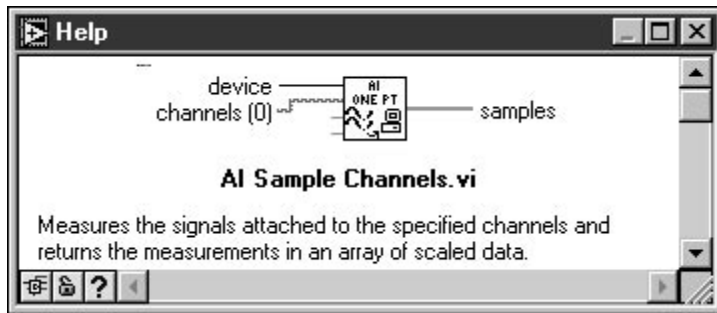 Help
device
channels (0)
AI
ONE PT
samples
AI Sample Channels.vi
Measures the signals attached to the specified channels and
returns the measurements in an array of scaled data.
?